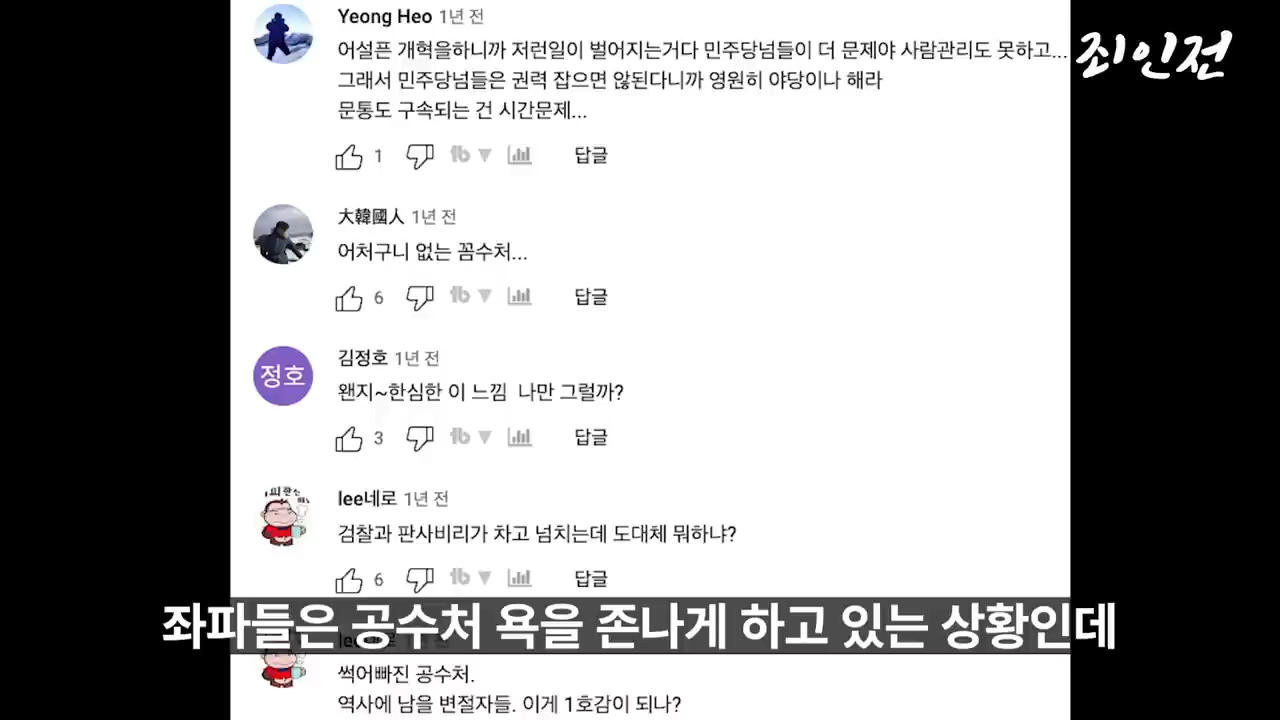 Yeong Heo 1년 전
어설픈 개혁을하니까 저런일이 벌어지는거다 민주당넘들이 더 문제야 사람관리도 못하고...
그래서 민주당넘들은 권력 잡으면 않된다니까 영원히 야당이나 해라
문통도 구속되는 건 시간문제...
1 답글
죄인전
大韓國人 1년 전
어처구니 없는 꼼수처...
6 답글
정호
김정호 1년 전
왠지~한심한 이 느낌 나만 그럴까?
3 답글
lee네로 1년 전
검찰과 판사비리가 차고 넘치는데 도대체 뭐하냐?
6 답글
좌파들은 공수처 욕을 존나게 하고 있는 상황인데
썩어빠진 공수처.
역사에 남을 변절자들. 이게 1호감이 되나?